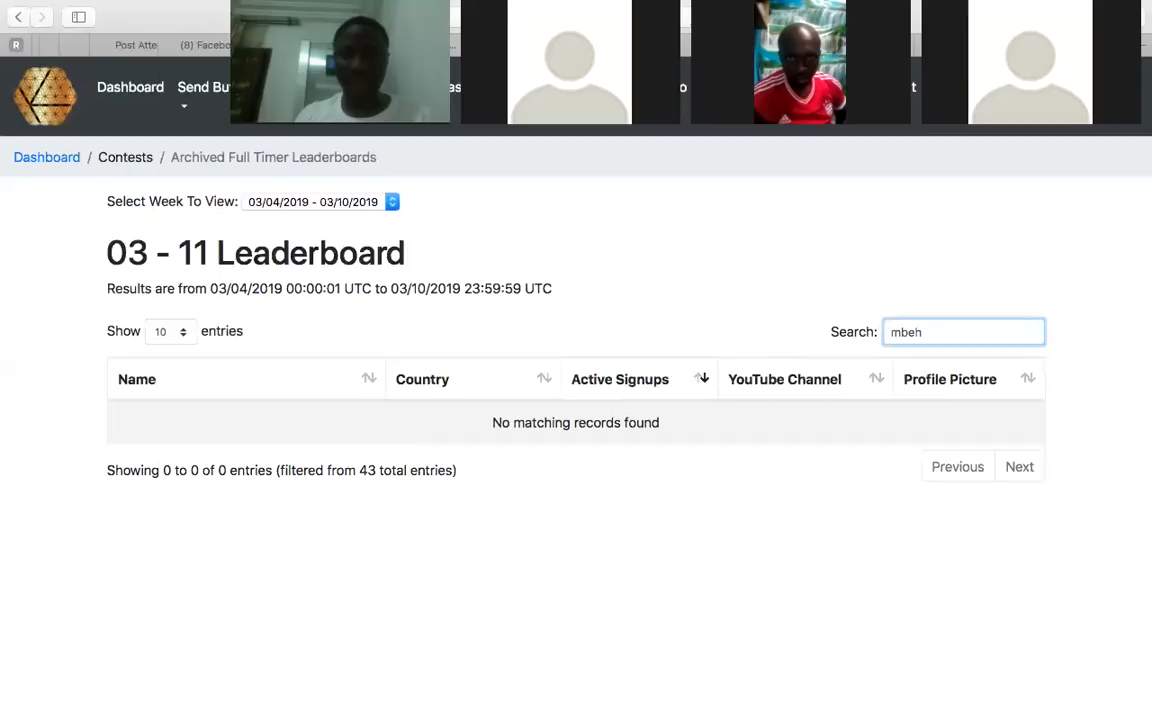 R
Post Atte
(8) Facebo
Dashboard
Send Bu
Dashboard / Contests / Archived Full Timer Leaderboards
Select Week To View: 03/04/2019 - 03/10/2019
03 - 11 Leaderboard
Results are from 03/04/2019 00:00:01 UTC to 03/10/2019 23:59:59 UTC
Show 10 entries
Search: mbeh
Name Country Active Signups YouTube Channel Profile Picture
No matching records found
Showing 0 to 0 of 0 entries (filtered from 43 total entries)
Previous Next